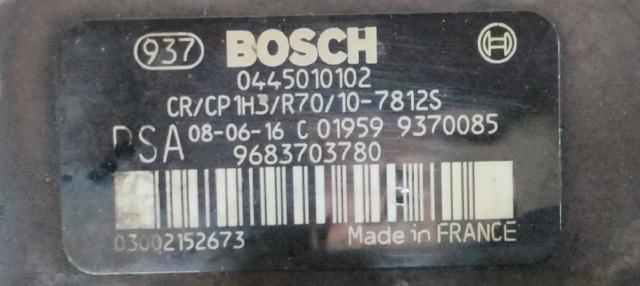 937 BOSCH
0445010102
CR/CP1H3/R70/10-7812S
PSA 08-06-16 C 01959 9370085
9683703780
03002152673 Made in FRANCE